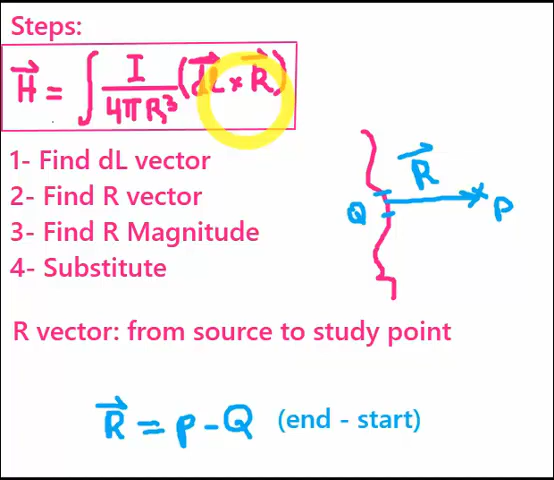 Steps:
H = ∫ I / 4πR³ (dL × R)
1- Find dL vector
2- Find R vector
3- Find R Magnitude
4- Substitute
R
Q
P
R vector: from source to study point
R = P - Q (end - start)